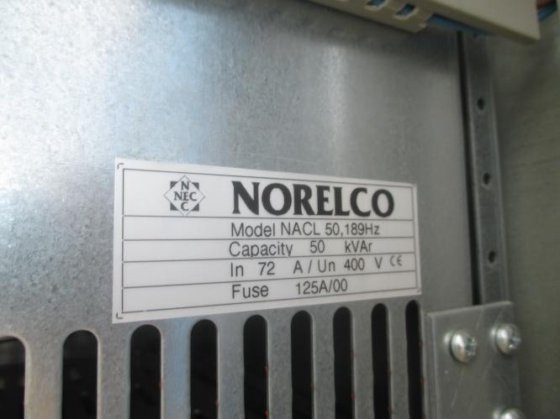 N
NEC
C
NORELCO
Model NACL 50,189Hz
Capacity 50 kVAr
In 72 A / Un 400 V CE
Fuse 125A/00